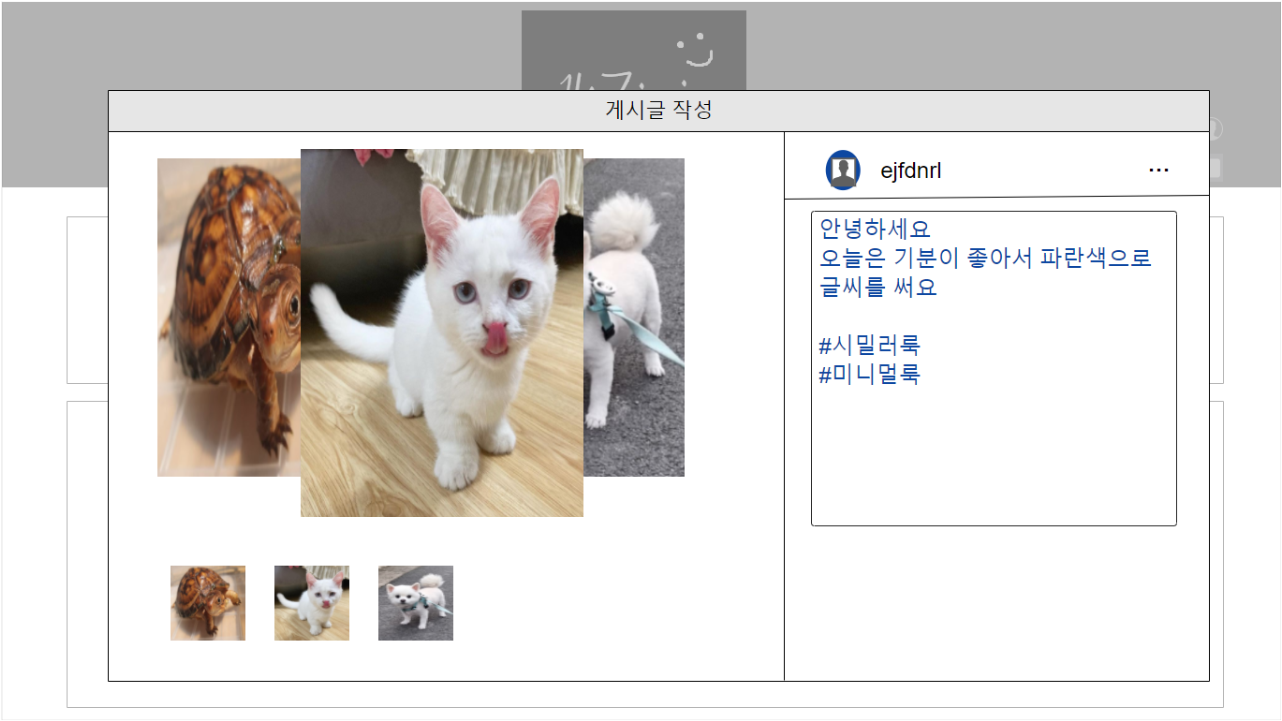 게시글 작성
ejfdnrl
...
안녕하세요
오늘은 기분이 좋아서 파란색으로
글씨를 써요
#시밀러룩
#미니멀룩